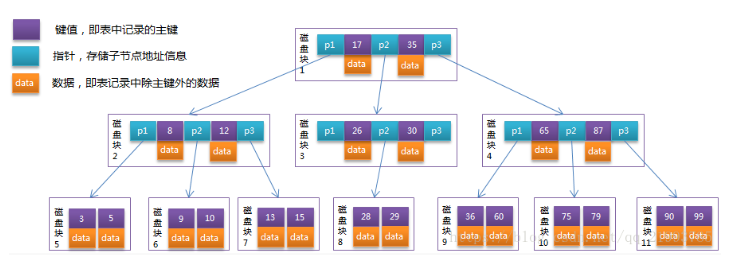 键值，即表中记录的主键
指针，存储子节点地址信息
data 数据，即表记录中除主键外的数据
磁盘块1 p1 17 p2 35 p3
data data
磁盘块2 p1 8 p2 12 p3
data data
磁盘块3 p1 26 p2 30 p3
data data
磁盘块4 p1 65 p2 87 p3
data data
磁盘块5 3 5
data data
磁盘块6 9 10
data data
磁盘块7 13 15
data data
磁盘块8 28 29
data data
磁盘块9 36 60
data data
磁盘块10 75 79
data data
磁盘块11 90 99
data data